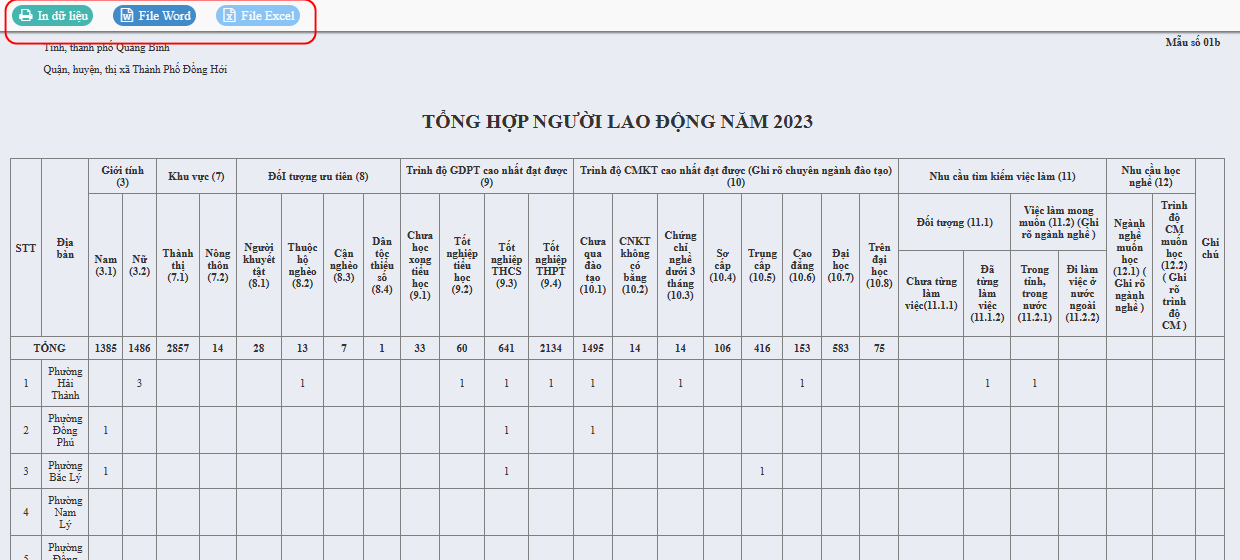 In dữ liệu File Word File Excel
Tỉnh, thành phố Quảng Bình
Mẫu số 01b
Quận, huyện, thị xã Thành Phố Đồng Hới
TỔNG HỢP NGƯỜI LAO ĐỘNG NĂM 2023
STT
Địa
bàn
Giới tính
(3)
Khu vực (7)
ĐốI tượng ưu tiên (8)
Trình độ GDPT cao nhất đạt được
(9)
Trình độ CMKT cao nhất đạt được (Ghi rõ chuyên ngành đào tạo)
(10)
Nhu cầu tìm kiếm việc làm (11)
Nhu cầu học
nghề (12)
Ghi
chú
Nam
(3.1)
Nữ
(3.2)
Thành
thị
(7.1)
Nông
thôn
(7.2)
Người
khuyết
tật
(8.1)
Thuộc
hộ
nghèo
(8.2)
Cận
nghèo
(8.3)
Dân
tộc
thiểu
số
(8.4)
Chưa
học
xong
tiểu
học
(9.1)
Tốt
nghiệp
tiểu
học
(9.2)
Tốt
nghiệp
THCS
(9.3)
Tốt
nghiệp
THPT
(9.4)
Chưa
qua
đào
tạo
(10.1)
CNKT
không
có
bằng
(10.2)
Chứng
chỉ
nghề
dưới 3
tháng
(10.3)
Sơ
cấp
(10.4)
Trung
cấp
(10.5)
Cao
đẳng
(10.6)
Đại
học
(10.7)
Trên
đại
học
(10.8)
Đối tượng (11.1)
Việc làm mong
muốn (11.2) (Ghi
rõ ngành nghề )
Chưa từng
làm
việc(11.1.1)
Đã
từng
làm
việc
(11.1.2)
Trong
tỉnh,
trong
nước
(11.2.1)
Đi làm
việc ở
nước
ngoài
(11.2.2)
Ngành
nghề
muốn
học
(12.1) (
Ghi rõ
ngành
nghề )
Trình
độ
CM
muốn
học
(12.2)
( Ghi
rõ
trình
độ
CM )
TỔNG 1385 1486 2857 14 28 13 7 1 33 60 641 2134 1495 14 14 106 416 153 583 75
1 Phường
Hải
Thành
3 1 1 1 1 1 1 1 1 1
2 Phường
Đồng
Phú
1 1 1
3 Phường
Bắc Lý
1 1 1
4 Phường
Nam
Lý
5 Phường
Đồng